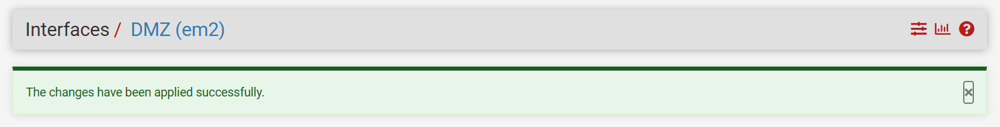 Interfaces / DMZ (em2)
The changes have been applied successfully.